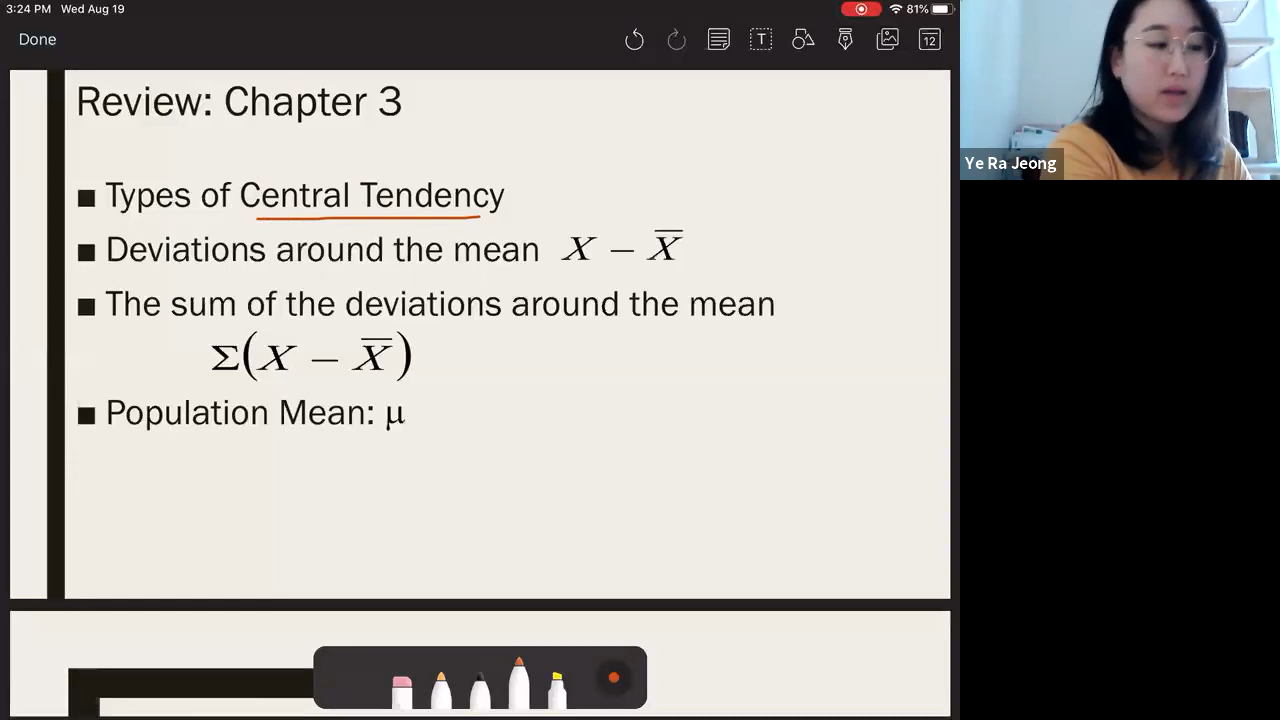 3:24 PM Wed Aug 19
81%
Done
T
12
Review: Chapter 3
■ Types of Central Tendency
■ Deviations around the mean X − X̅
■ The sum of the deviations around the mean
Σ(X − X̅)
■ Population Mean: μ
Ye Ra Jeong